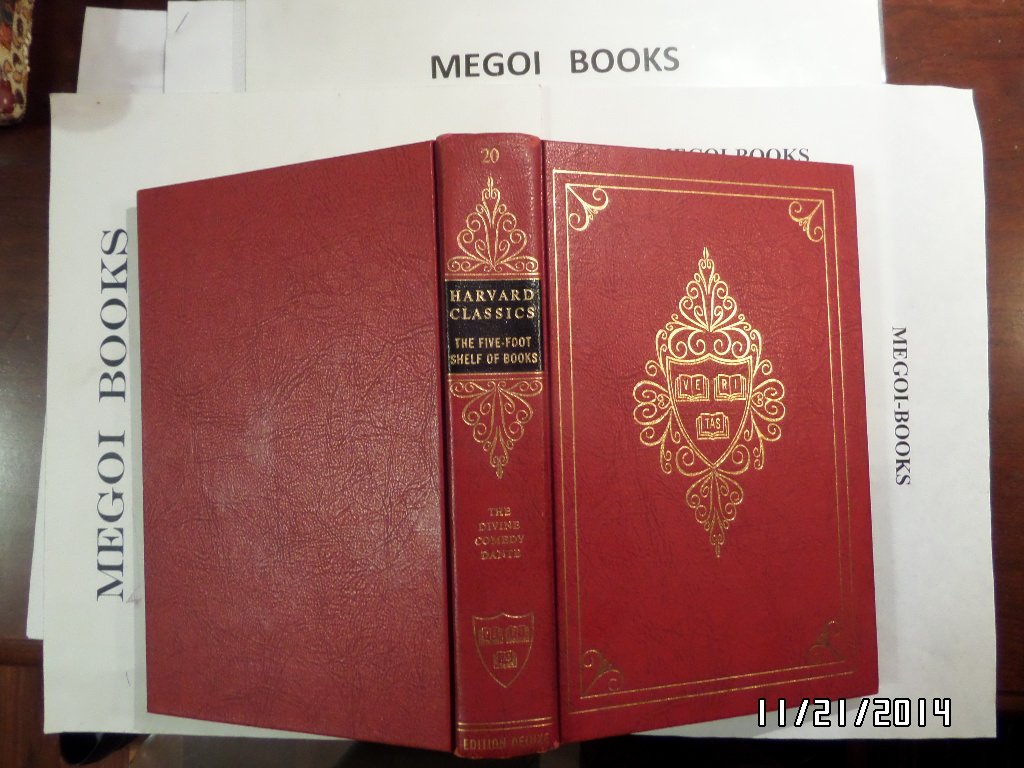 MEGOI BOOKS
MEGOI BOOKS
MEGOI BOOKS
20
HARVARD
CLASSICS
THE FIVE-FOOT
SHELF OF BOOKS
THE
DIVINE
COMEDY
DANTE
EDITION DELUXE
VE RI
TAS
MEGOI-BOOKS
11/21/2014